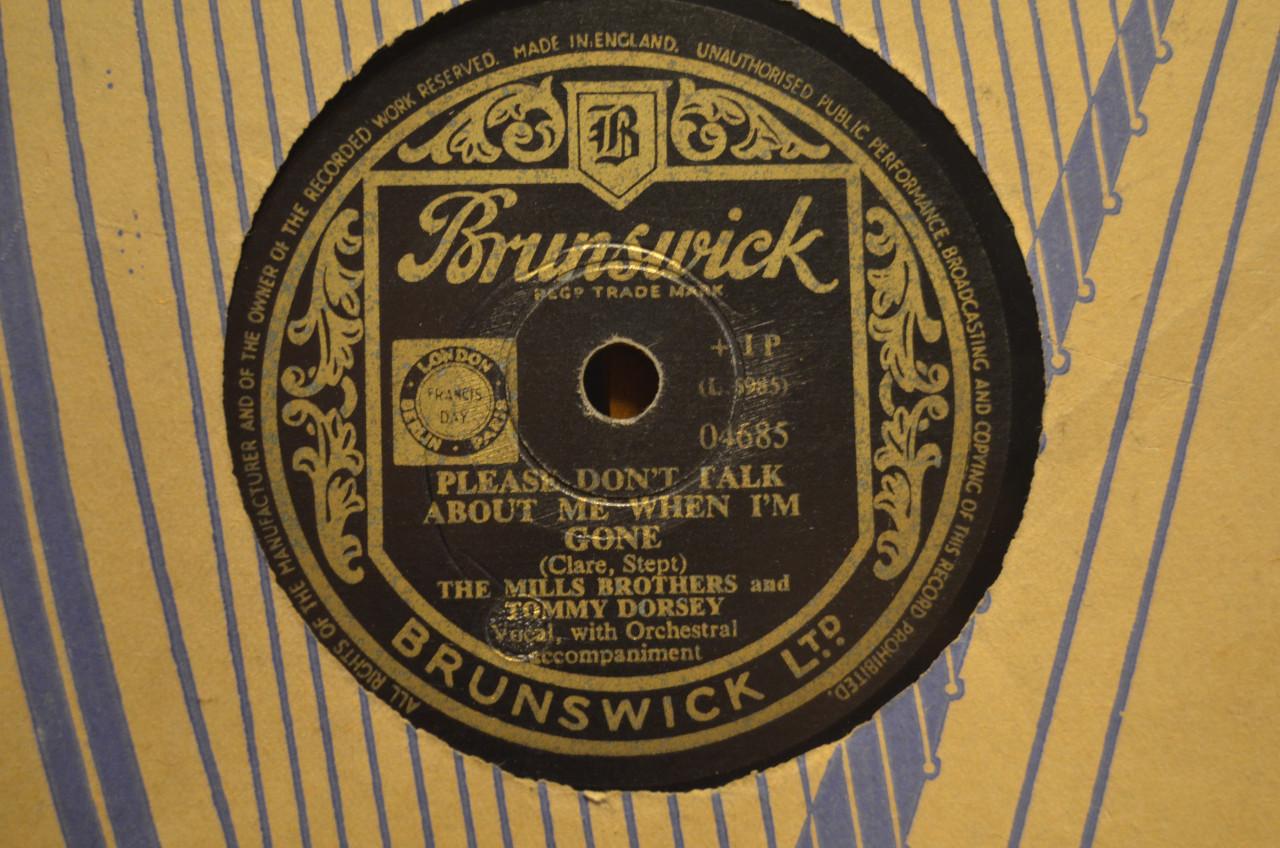 ALL RIGHTS OF THE MANUFACTURER AND OF THE OWNER OF THE RECORDED WORK RESERVED. MADE IN ENGLAND. UNAUTHORISED PUBLIC PERFORMANCE. BROADCASTING AND COPYING OF THIS RECORD PROHIBITED.
B
Brunswick
REGD TRADE MARK
+ 1 P
LONDON
FRANCIS
DAY
BERLIN • PARIS
04685
PLEASE DON'T TALK
ABOUT ME WHEN I'M
GONE
(Clare, Stept)
THE MILLS BROTHERS and
TOMMY DORSEY
Vocal, with Orchestral
accompaniment
BRUNSWICK LTD.